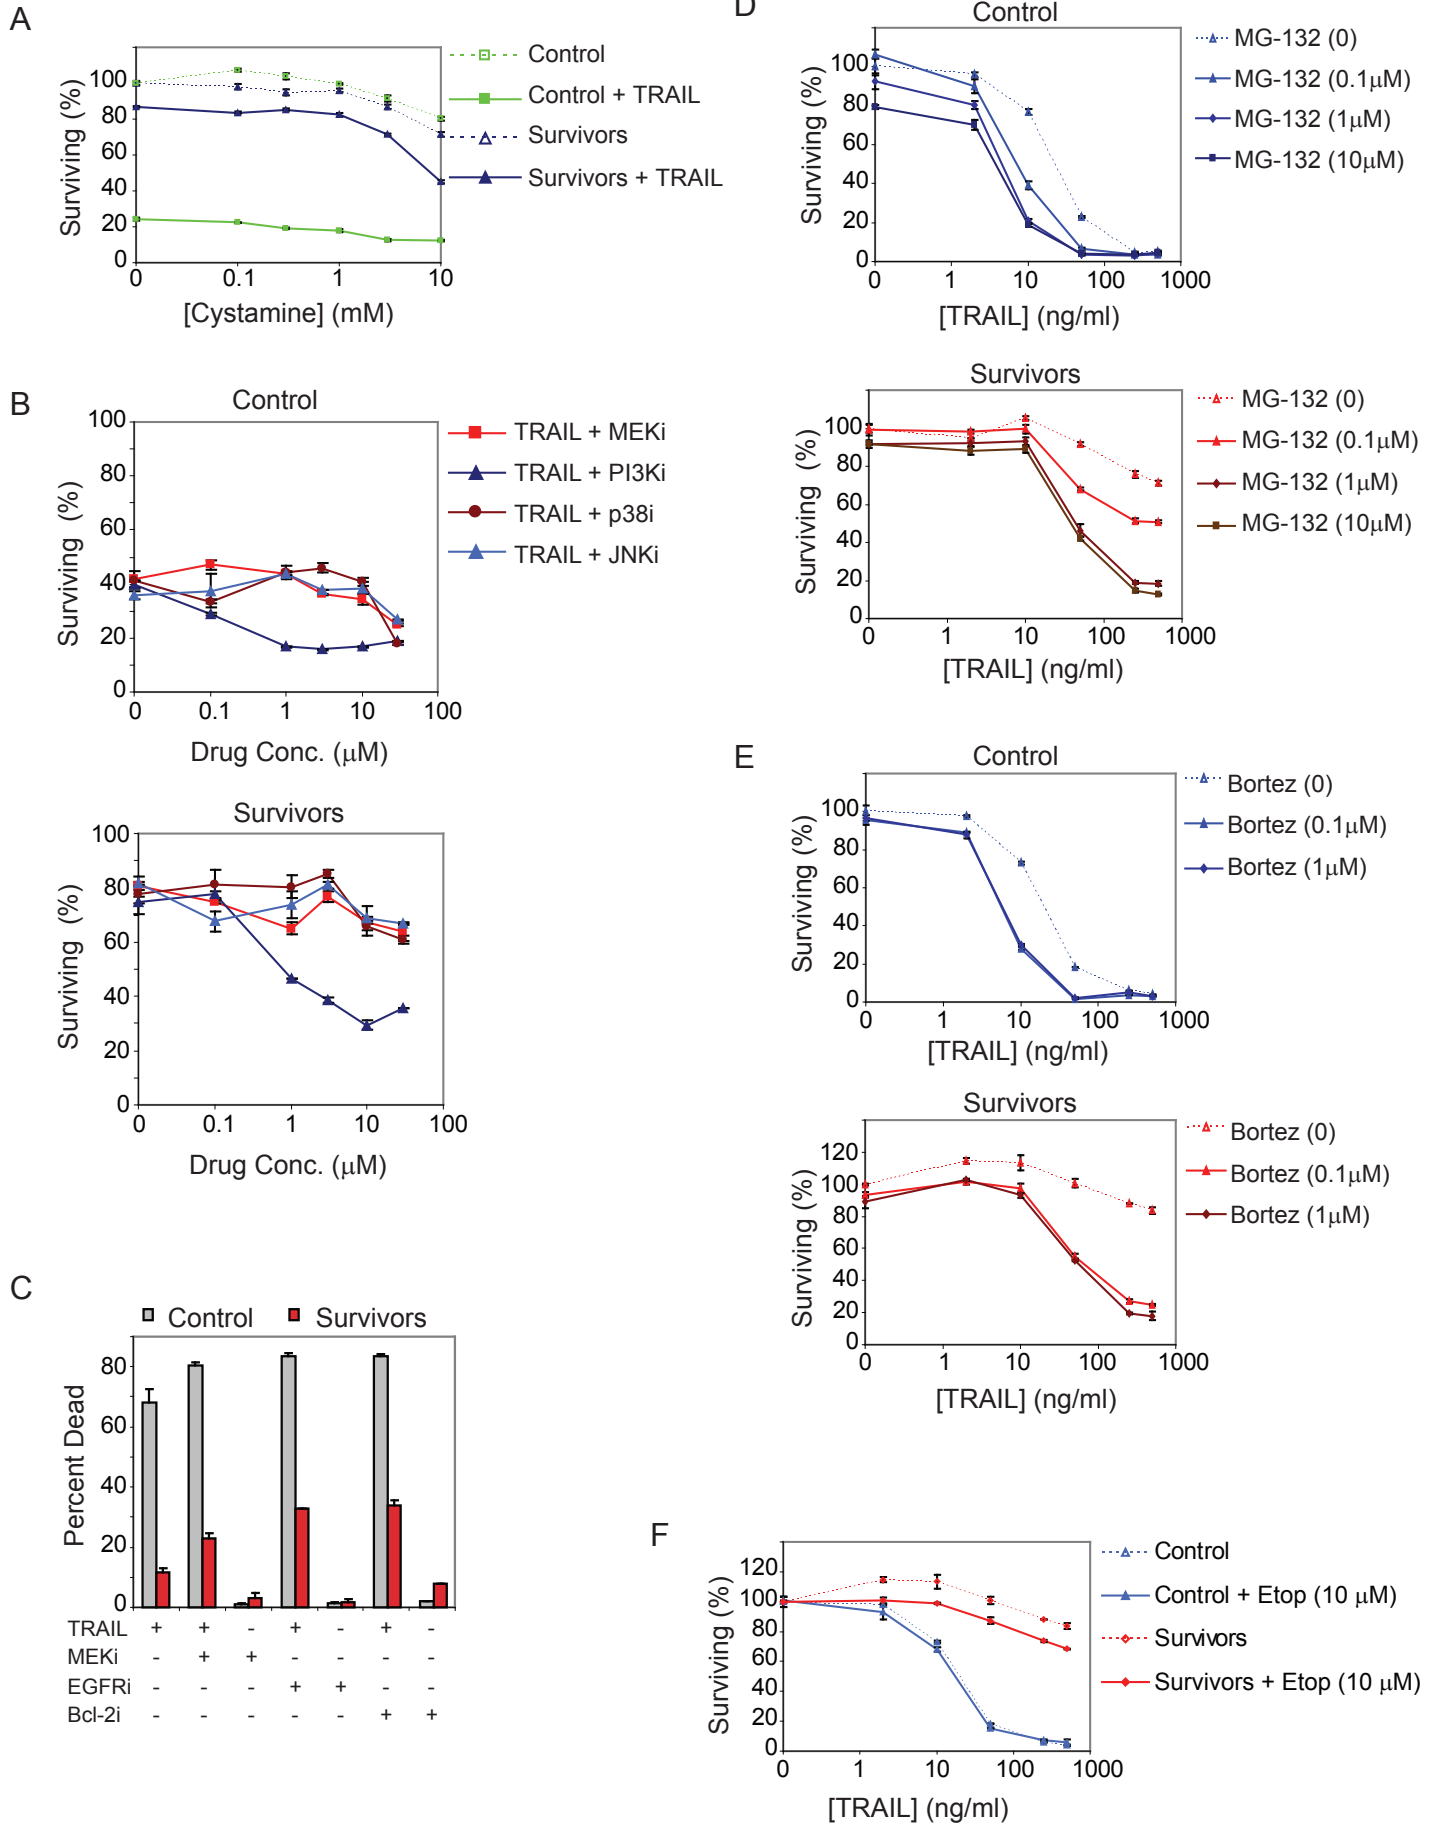 A
100
80
60
40
20
0
0
0.1
1
10
Surviving (%)
[Cystamine] (mM)
Control
Control + TRAIL
Survivors
Survivors + TRAIL
B
Control
100
80
60
40
20
0
0
0.1
1
10
100
Surviving (%)
Drug Conc. (μM)
TRAIL + MEKi
TRAIL + PI3Ki
TRAIL + p38i
TRAIL + JNKi
Survivors
100
80
60
40
20
0
0
0.1
1
10
100
Surviving (%)
Drug Conc. (μM)
C
Control
Survivors
80
60
40
20
0
Percent Dead
TRAIL + + - + - + -
MEKi - + + - - - -
EGFRi - - - + + - -
Bcl-2i - - - - - + +
D
Control
100
80
60
40
20
0
0
1
10
100
1000
Surviving (%)
[TRAIL] (ng/ml)
MG-132 (0)
MG-132 (0.1μM)
MG-132 (1μM)
MG-132 (10μM)
Survivors
100
80
60
40
20
0
0
1
10
100
1000
Surviving (%)
[TRAIL] (ng/ml)
MG-132 (0)
MG-132 (0.1μM)
MG-132 (1μM)
MG-132 (10μM)
E
Control
100
80
60
40
20
0
0
1
10
100
1000
Surviving (%)
[TRAIL] (ng/ml)
Bortez (0)
Bortez (0.1μM)
Bortez (1μM)
Survivors
120
100
80
60
40
20
0
0
1
10
100
1000
Surviving (%)
[TRAIL] (ng/ml)
Bortez (0)
Bortez (0.1μM)
Bortez (1μM)
F
120
100
80
60
40
20
0
0
1
10
100
1000
Surviving (%)
[TRAIL] (ng/ml)
Control
Control + Etop (10 μM)
Survivors
Survivors + Etop (10 μM)